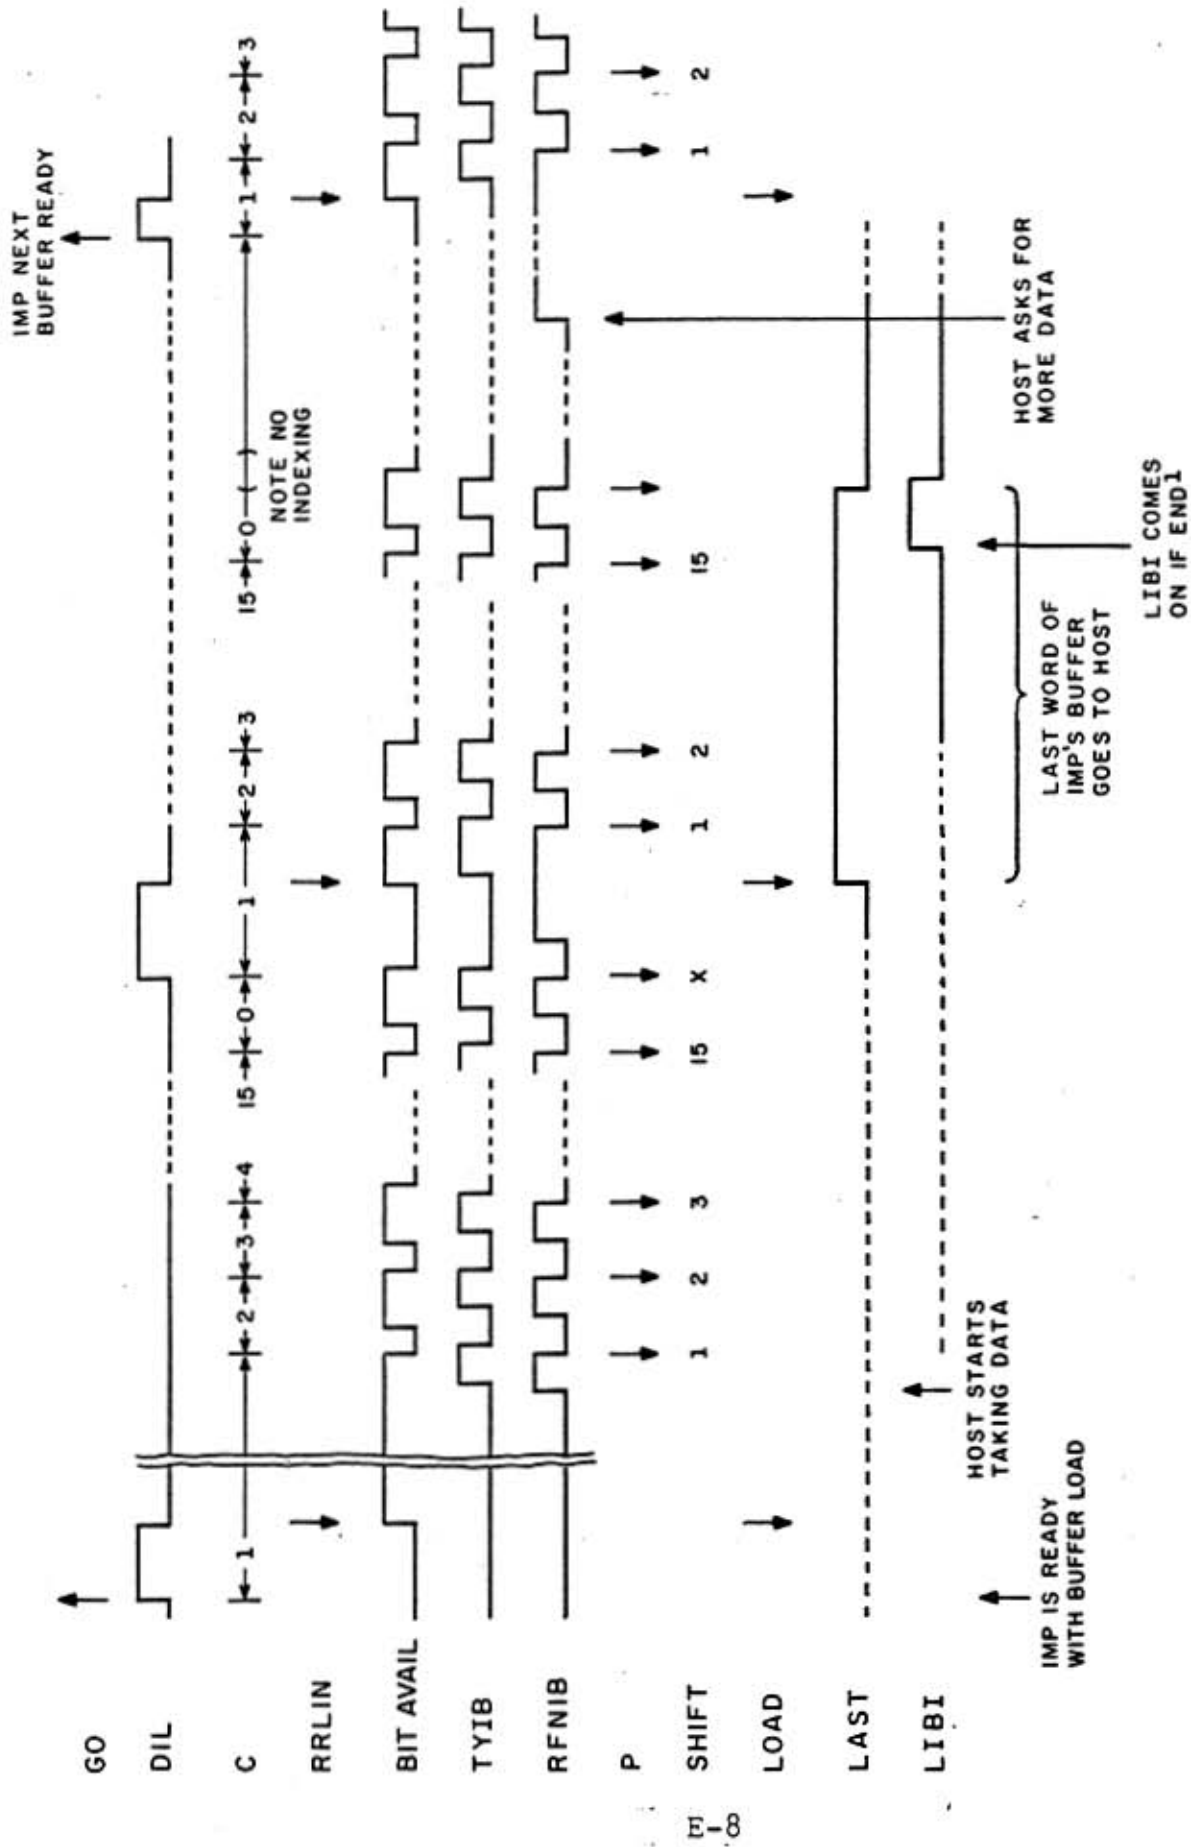 IMP NEXT
BUFFER READY
GO
DIL
C 1 2 3 4 15 0 1 2 3 15 0 ( ) 1 2 3
NOTE NO
INDEXING
RRLIN
BIT AVAIL
TYIB
RFNIB
P
SHIFT 1 2 3 15 X 1 2 15 1 2
LOAD
LAST
LIBI
IMP IS READY
WITH BUFFER LOAD
HOST STARTS
TAKING DATA
LAST WORD OF
IMP'S BUFFER
GOES TO HOST
LIBI COMES
ON IF END1
HOST ASKS FOR
MORE DATA
E-8